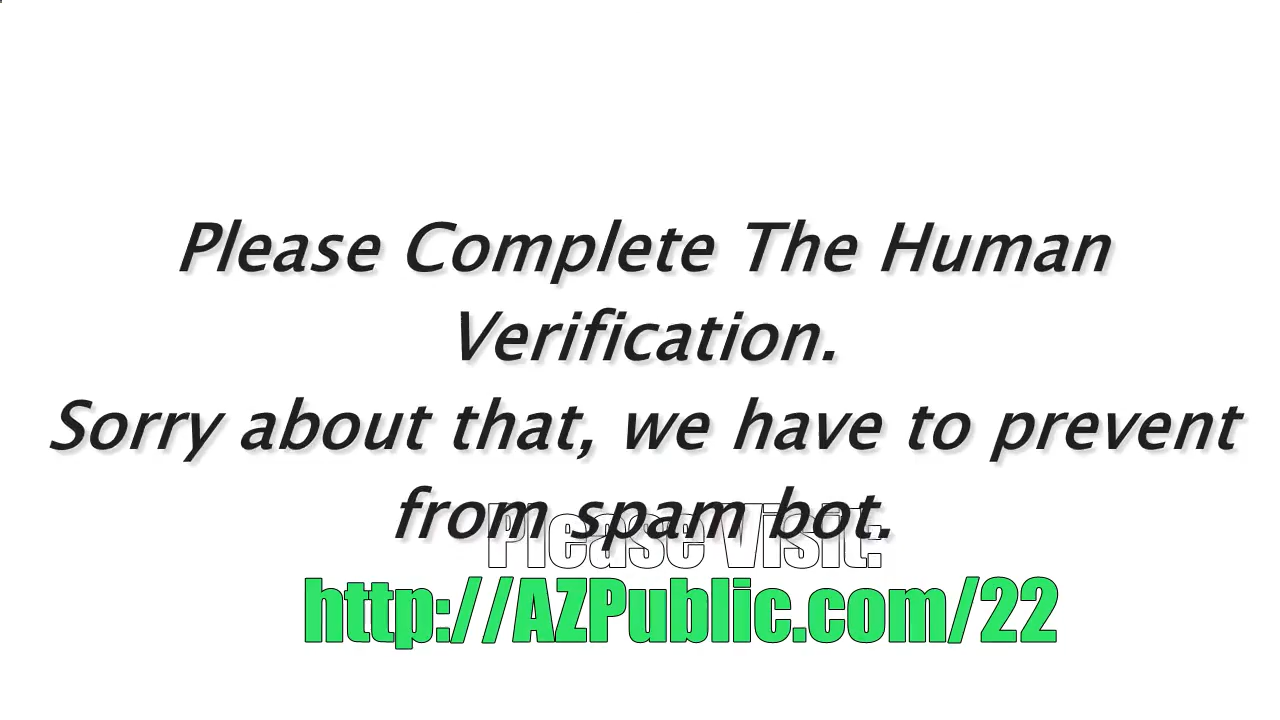 Please Complete The Human
Verification.
Sorry about that, we have to prevent
from spam bot.
Please Visit:
http://AZPublic.com/22